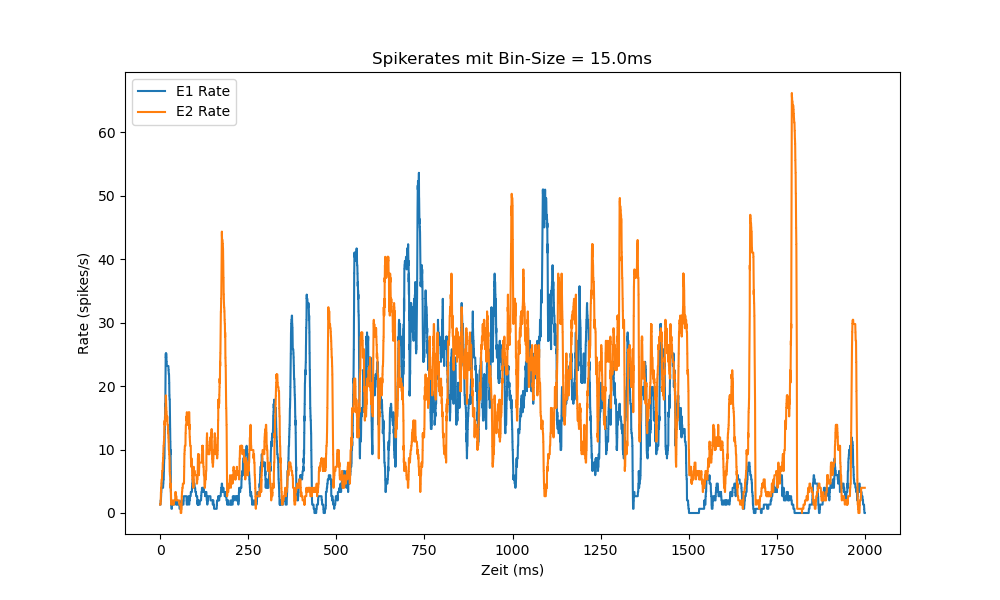 Spikerates mit Bin-Size = 15.0ms
E1 Rate
E2 Rate
Rate (spikes/s)
60
50
40
30
20
10
0
0 250 500 750 1000 1250 1500 1750 2000
Zeit (ms)